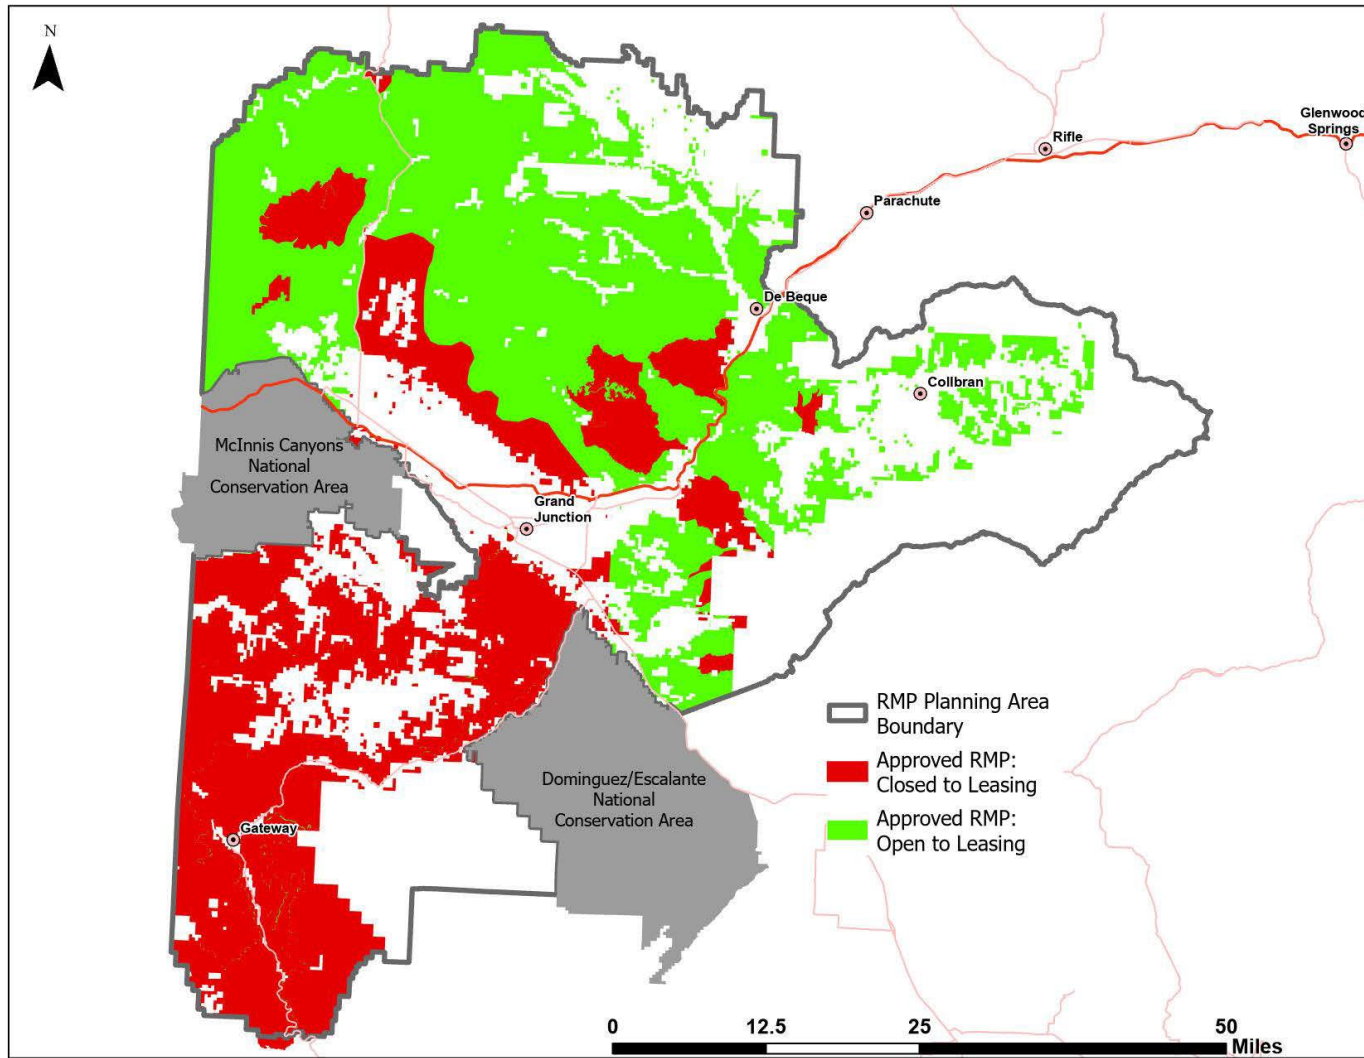 N
Glenwood
Springs
Rifle
Parachute
De Beque
Collbran
McInnis Canyons
National
Conservation Area
Grand
Junction
RMP Planning Area
Boundary
Approved RMP:
Closed to Leasing
Approved RMP:
Open to Leasing
Dominguez/Escalante
National
Conservation Area
Gateway
0 12.5 25 50
Miles